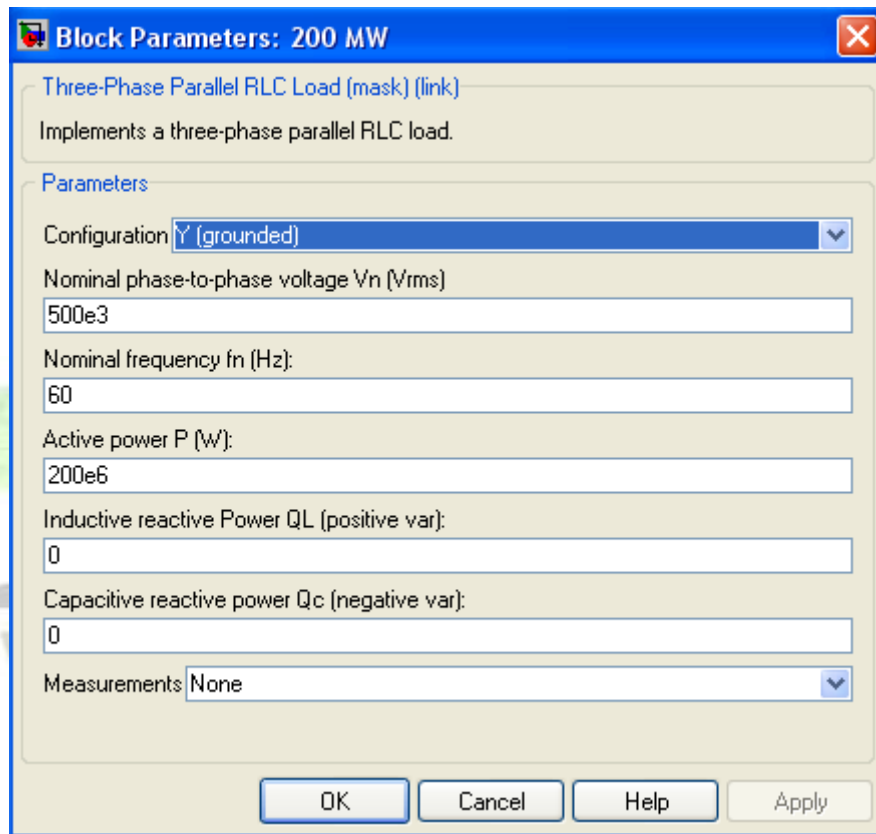 Block Parameters: 200 MW
Three-Phase Parallel RLC Load (mask) (link)
Implements a three-phase parallel RLC load.
Parameters
Configuration Y (grounded)
Nominal phase-to-phase voltage Vn (Vrms)
500e3
Nominal frequency fn (Hz):
60
Active power P (W):
200e6
Inductive reactive Power QL (positive var):
0
Capacitive reactive power Qc (negative var):
0
Measurements None
OK Cancel Help Apply